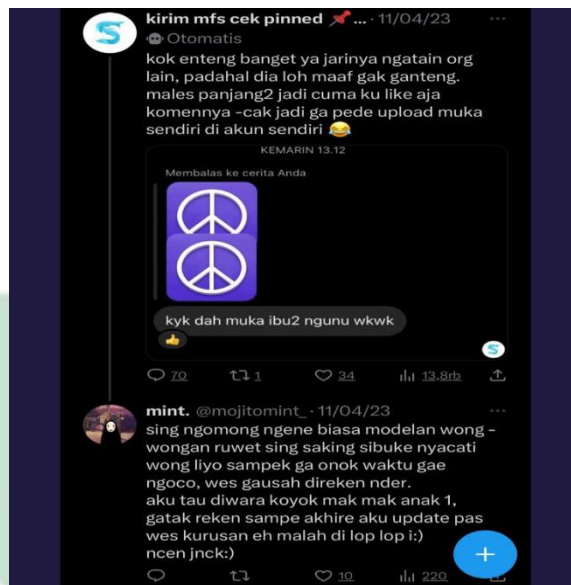 kirim mfs cek pinned 📌... · 11/04/23 ...
Otomatis
kok enteng banget ya jarinya ngatain org
lain, padahal dia loh maaf gak ganteng.
males panjang2 jadi cuma ku like aja
komennya -cak jadi ga pede upload muka
sendiri di akun sendiri 😂
KEMARIN 13.12
Membalas ke cerita Anda
kyk dah muka ibu2 ngunu wkwk
👍
70 1 34 13,8rb
mint. @mojitomint_ · 11/04/23 ...
sing ngomong ngene biasa modelan wong -
wongan ruwet sing saking sibuke nyacati
wong liyo sampek ga onok waktu gae
ngoco, wes gausah direken nder.
aku tau diwara koyok mak mak anak 1,
gatak reken sampe akhire aku update pas
wes kurusan eh malah di lop lop i:)
ncen jnck:)
10 220